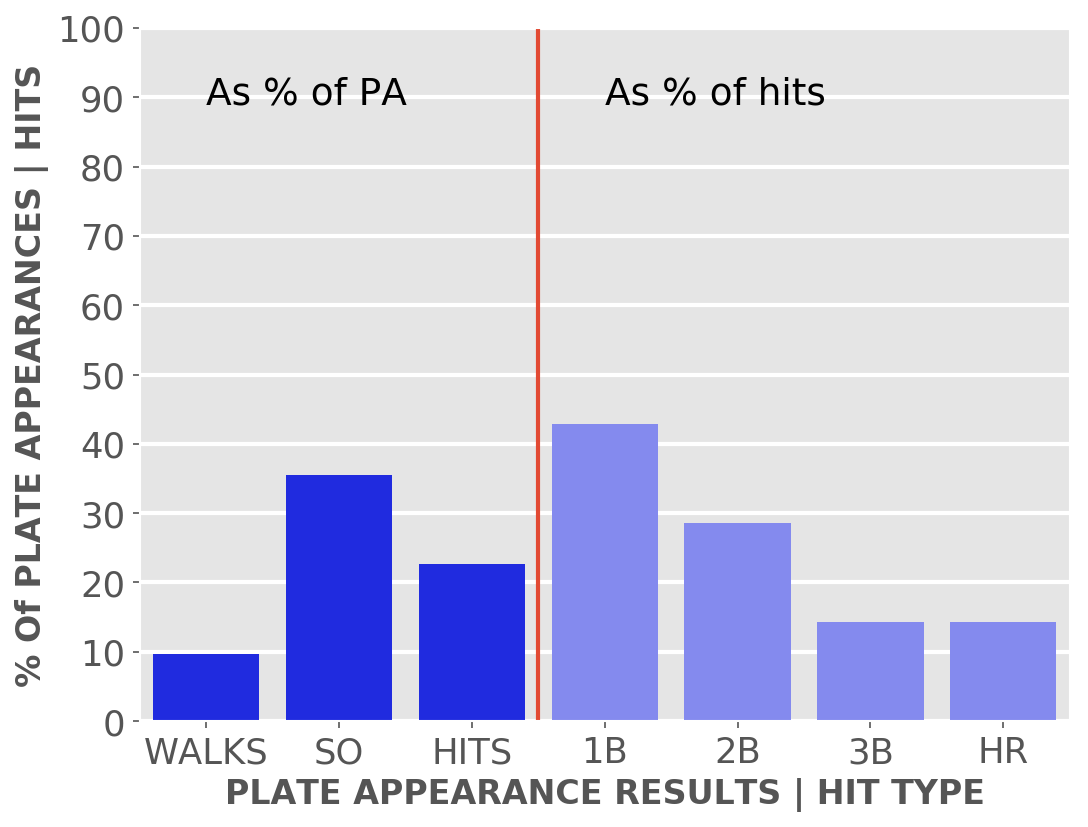 100
90
80
70
60
50
40
30
20
10
0
% Of PLATE APPEARANCES | HITS
As % of PA
As % of hits
WALKS SO HITS 1B 2B 3B HR
PLATE APPEARANCE RESULTS | HIT TYPE